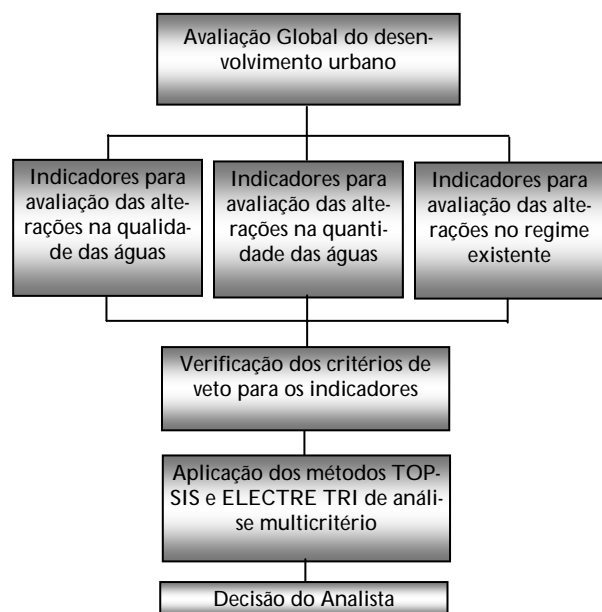 Avaliação Global do desen-
volvimento urbano
Indicadores para
avaliação das alte-
rações na qualida-
de das águas
Indicadores para
avaliação das alte-
rações na quanti-
dade das águas
Indicadores para
avaliação das alte-
rações no regime
existente
Verificação dos critérios de
veto para os indicadores
Aplicação dos métodos TOP-
SIS e ELECTRE TRI de análi-
se multicritério
Decisão do Analista